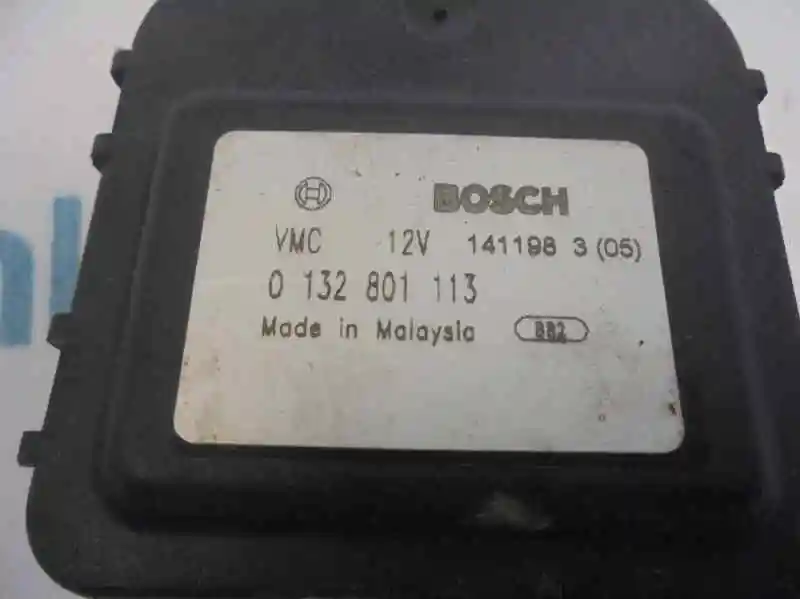 BOSCH
VMC 12V 141198 3 (05)
0 132 801 113
Made in Malaysia 882